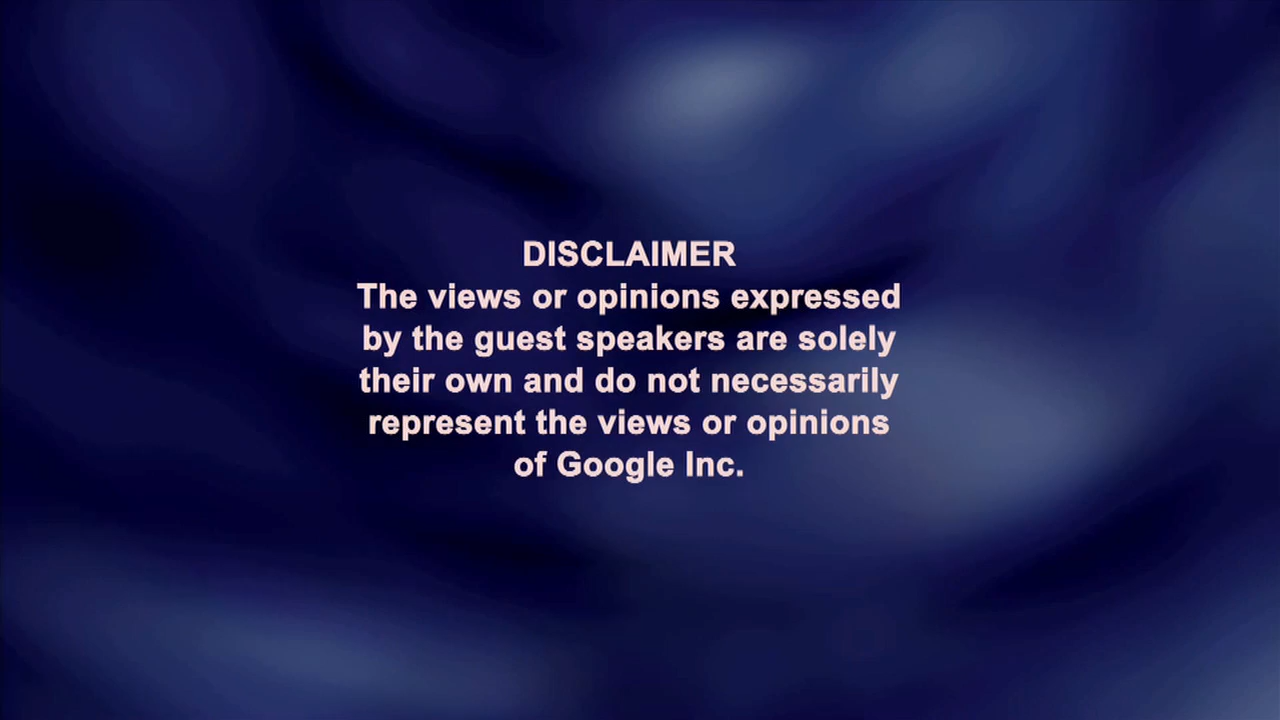 DISCLAIMER
The views or opinions expressed
by the guest speakers are solely
their own and do not necessarily
represent the views or opinions
of Google Inc.